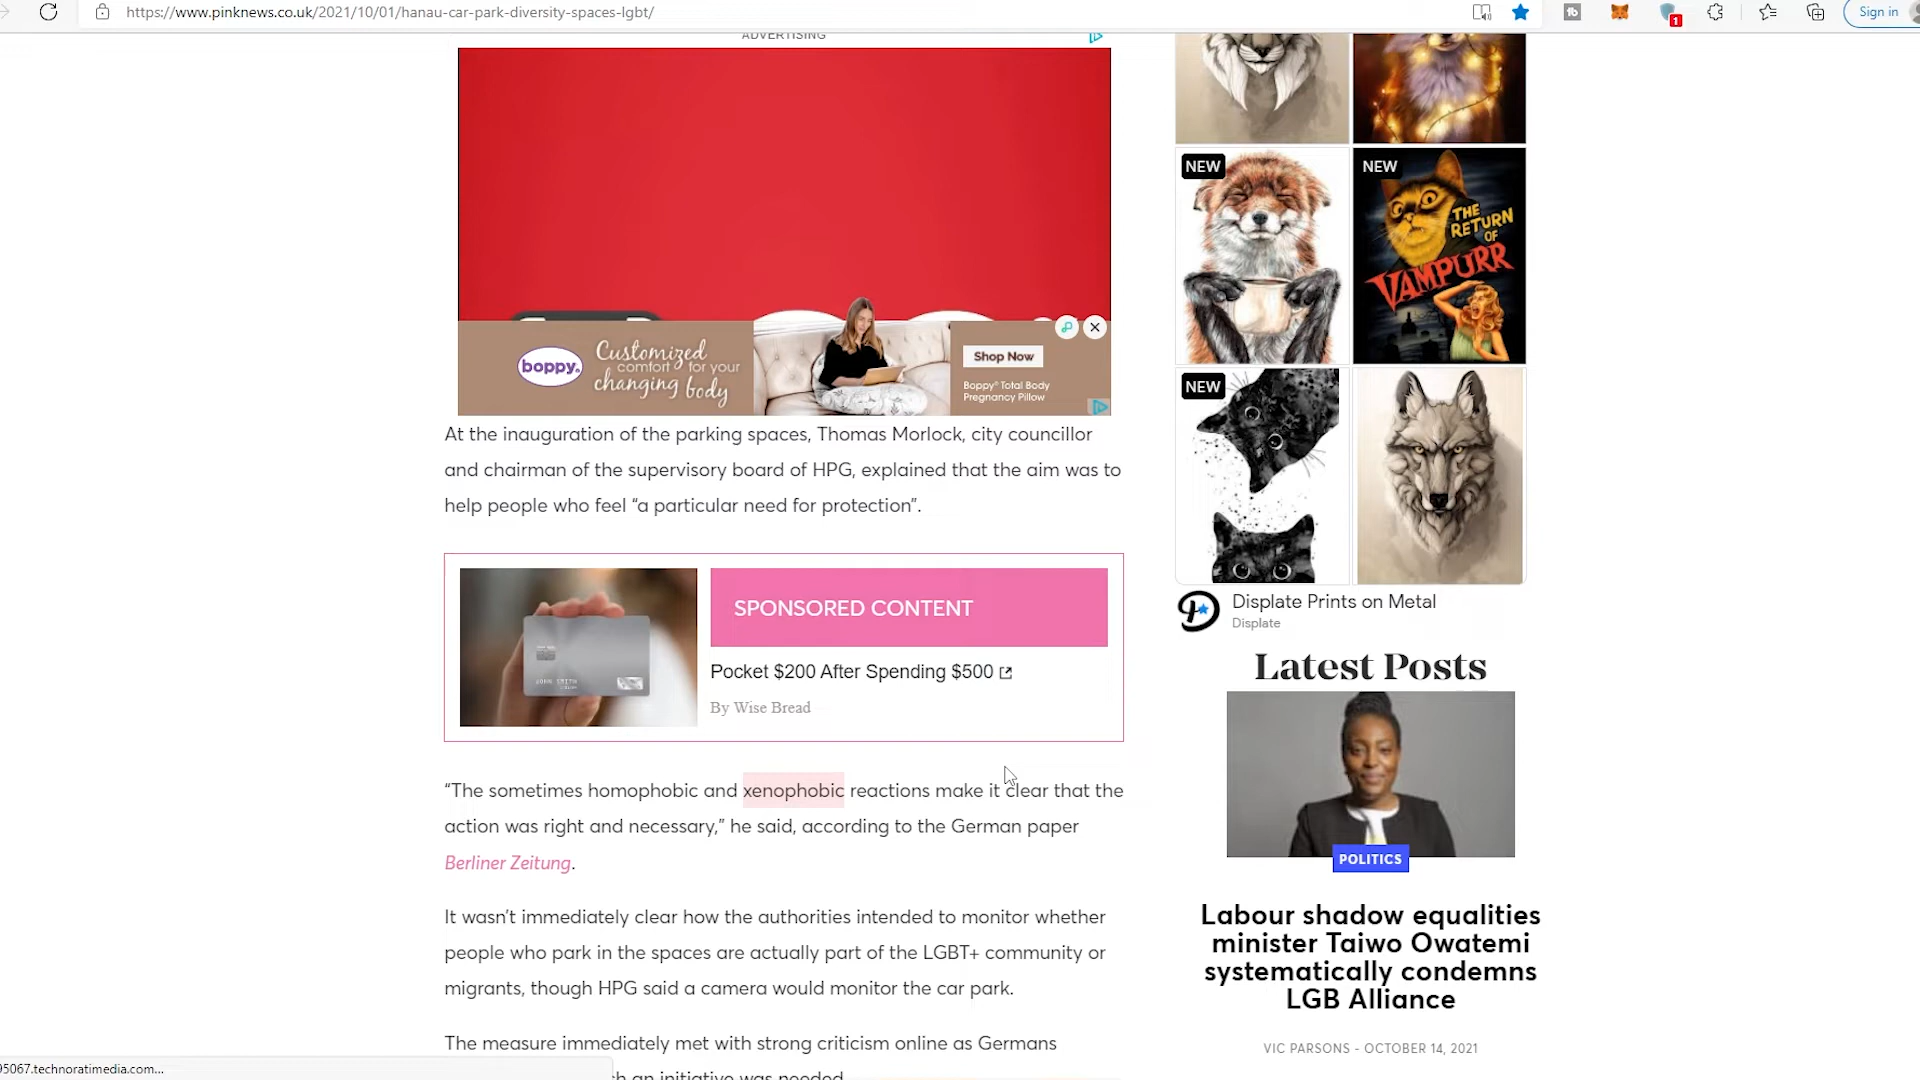 https://www.pinknews.co.uk/2021/10/01/hanau-car-park-diversity-spaces-lgbt/
1
Sign in
ADVERTISING
boppy
Customized
comfort for your
changing body
Shop Now
Boppy® Total Body
Pregnancy Pillow
At the inauguration of the parking spaces, Thomas Morlock, city councillor
and chairman of the supervisory board of HPG, explained that the aim was to
help people who feel “a particular need for protection”.
SPONSORED CONTENT
JOHN SMITH
Pocket $200 After Spending $500
By Wise Bread
“The sometimes homophobic and xenophobic reactions make it clear that the
action was right and necessary,” he said, according to the German paper
Berliner Zeitung.
It wasn’t immediately clear how the authorities intended to monitor whether
people who park in the spaces are actually part of the LGBT+ community or
migrants, though HPG said a camera would monitor the car park.
The measure immediately met with strong criticism online as Germans
an initiative was needed
95067.technoratimedia.com...
NEW
NEW
THE
RETURN
OF
VAMPURR
NEW
Displate Prints on Metal
Displate
Latest Posts
POLITICS
Labour shadow equalities
minister Taiwo Owatemi
systematically condemns
LGB Alliance
VIC PARSONS - OCTOBER 14, 2021